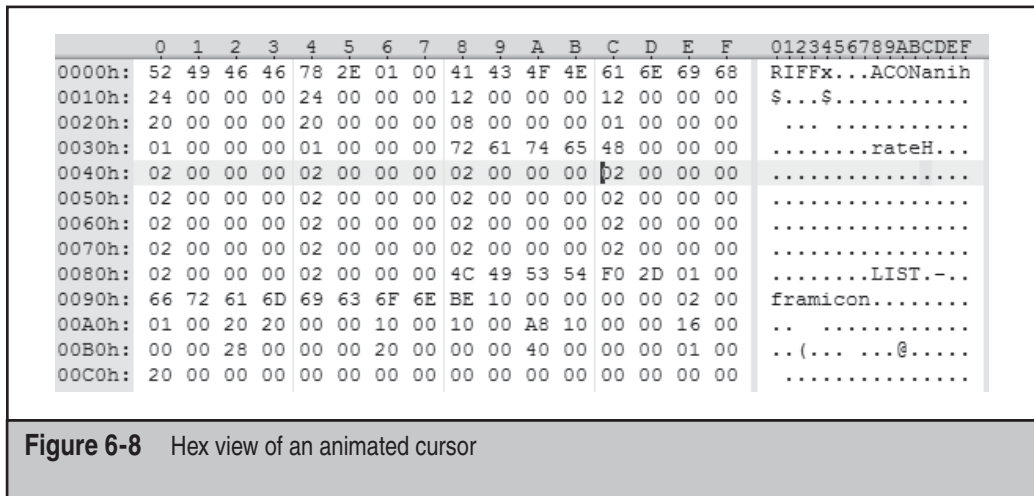 0 1 2 3 4 5 6 7 8 9 A B C D E F 0123456789ABCDEF
0000h: 52 49 46 46 78 2E 01 00 41 43 4F 4E 61 6E 69 68 RIFFx...ACONanih
0010h: 24 00 00 00 24 00 00 00 12 00 00 00 12 00 00 00 $...$...........
0020h: 20 00 00 00 20 00 00 00 08 00 00 00 01 00 00 00  ... ...........
0030h: 01 00 00 00 01 00 00 00 72 61 74 65 48 00 00 00 ........rateH...
0040h: 02 00 00 00 02 00 00 00 02 00 00 00 02 00 00 00 ................
0050h: 02 00 00 00 02 00 00 00 02 00 00 00 02 00 00 00 ................
0060h: 02 00 00 00 02 00 00 00 02 00 00 00 02 00 00 00 ................
0070h: 02 00 00 00 02 00 00 00 02 00 00 00 02 00 00 00 ................
0080h: 02 00 00 00 02 00 00 00 4C 49 53 54 F0 2D 01 00 ........LIST.-..
0090h: 66 72 61 6D 69 63 6F 6E BE 10 00 00 00 00 02 00 framicon........
00A0h: 01 00 20 20 00 00 10 00 10 00 A8 10 00 00 16 00 ..  ............
00B0h: 00 00 28 00 00 00 20 00 00 00 40 00 00 00 01 00 ..(... ...@.....
00C0h: 20 00 00 00 00 00 00 00 00 00 00 00 00 00 00 00  ...............
Figure 6-8 Hex view of an animated cursor